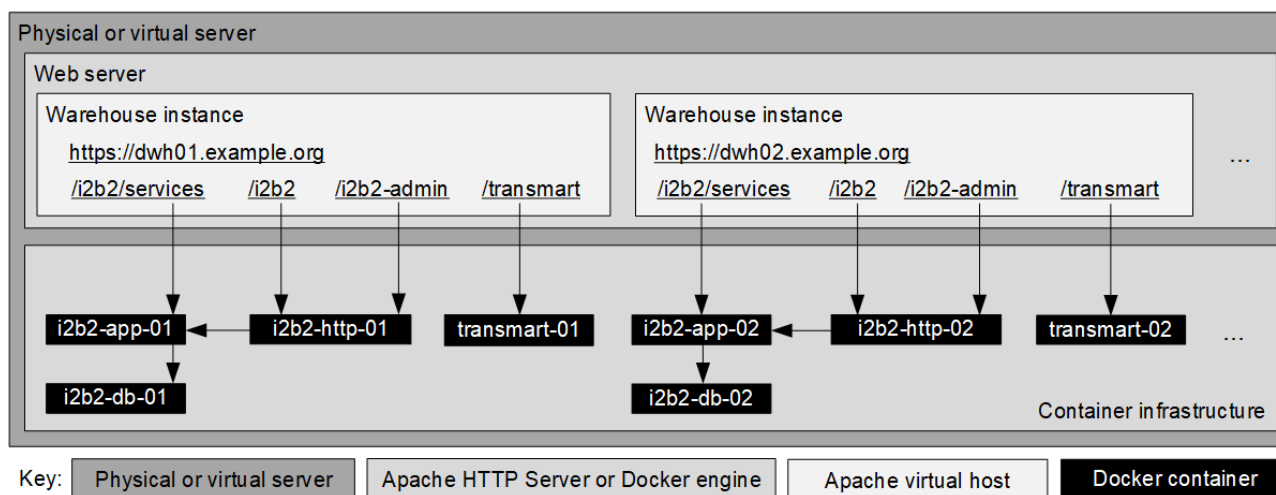 Physical or virtual server
Web server
Warehouse instance Warehouse instance
https://dwh01.example.org https://dwh02.example.org ...
/i2b2/services /i2b2 /i2b2-admin /transmart /i2b2/services /i2b2 /i2b2-admin /transmart
i2b2-app-01 i2b2-http-01 transmart-01 i2b2-app-02 i2b2-http-02 transmart-02 ...
i2b2-db-01 i2b2-db-02
Container infrastructure
Key: Physical or virtual server Apache HTTP Server or Docker engine Apache virtual host Docker container